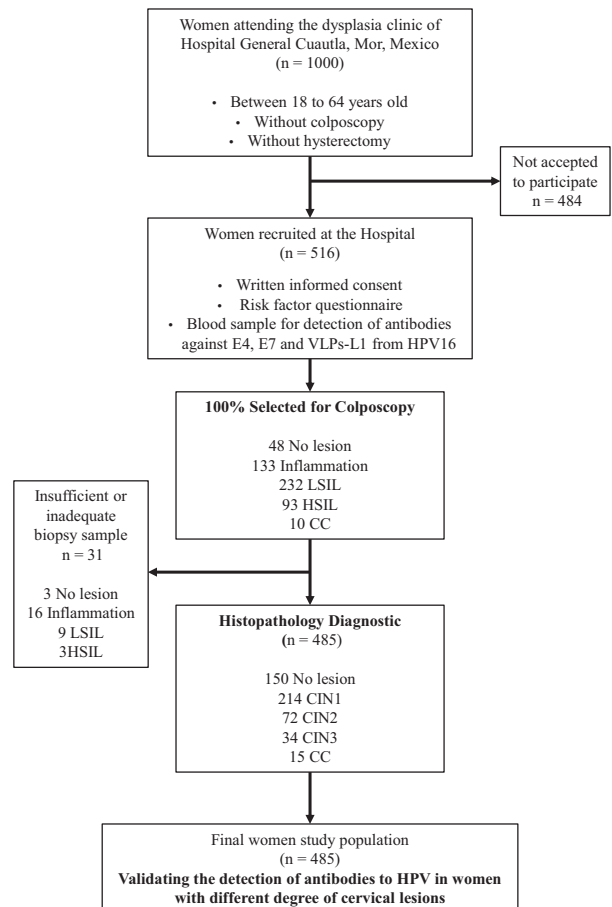 Women attending the dysplasia clinic of
Hospital General Cuautla, Mor, Mexico
(n = 1000)
• Between 18 to 64 years old
• Without colposcopy
• Without hysterectomy
Not accepted
to participate
n = 484
Women recruited at the Hospital
(n = 516)
• Written informed consent
• Risk factor questionnaire
• Blood sample for detection of antibodies
against E4, E7 and VLPs-L1 from HPV16
100% Selected for Colposcopy
48 No lesion
133 Inflammation
232 LSIL
93 HSIL
10 CC
Insufficient or
inadequate
biopsy sample
n = 31
3 No lesion
16 Inflammation
9 LSIL
3HSIL
Histopathology Diagnostic
(n = 485)
150 No lesion
214 CIN1
72 CIN2
34 CIN3
15 CC
Final women study population
(n = 485)
Validating the detection of antibodies to HPV in women
with different degree of cervical lesions